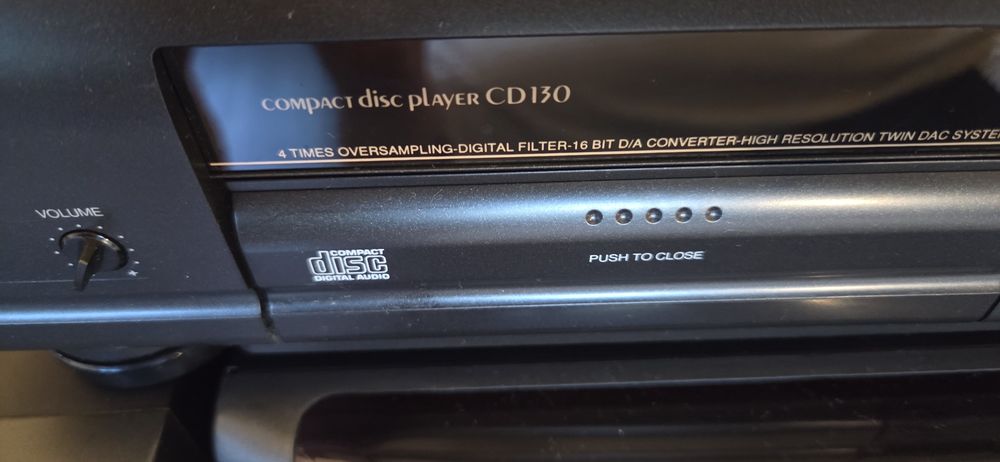 COMPACT disc player CD130
4 TIMES OVERSAMPLING-DIGITAL FILTER-16 BIT D/A CONVERTER-HIGH RESOLUTION TWIN DAC SYSTEM
VOLUME
+
COMPACT
disc
DIGITAL AUDIO
PUSH TO CLOSE